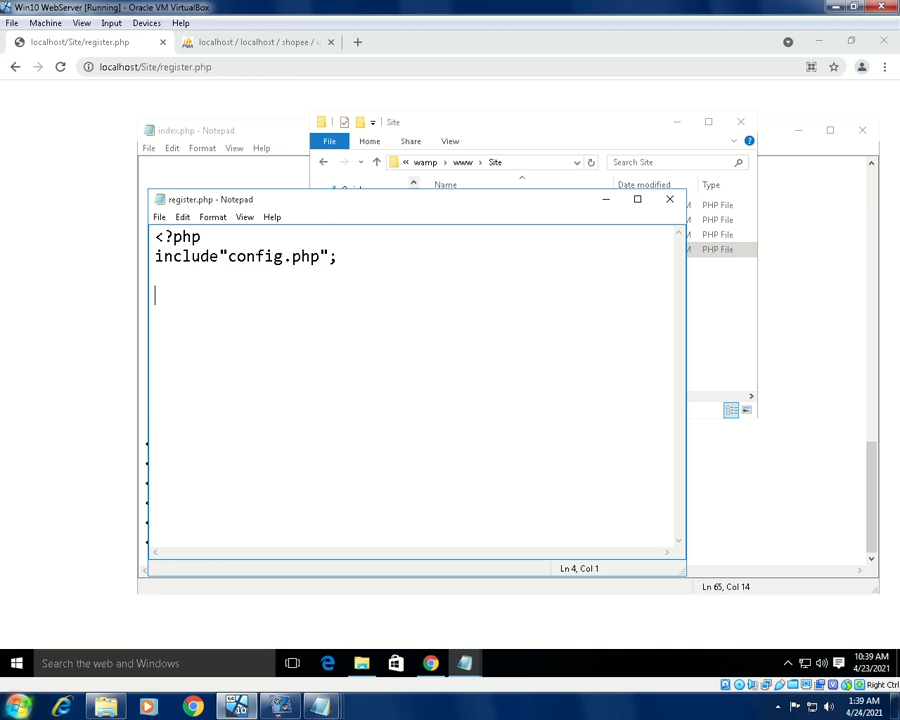 Win10 WebServer [Running] - Oracle VM VirtualBox
File Machine View Input Devices Help
localhost/Site/register.php
localhost / localhost / shopee / u
localhost/Site/register.php
index.php - Notepad
File Edit Format View Help
Site
File Home Share View
« wamp › www › Site
Search Site
Name Date modified Type
PHP File
PHP File
PHP File
M PHP File
register.php - Notepad
File Edit Format View Help
<?php
include"config.php";
Ln 4, Col 1
Ln 65, Col 14
Search the web and Windows
10:39 AM
4/23/2021
Right Ctrl
1:39 AM
4/24/2021